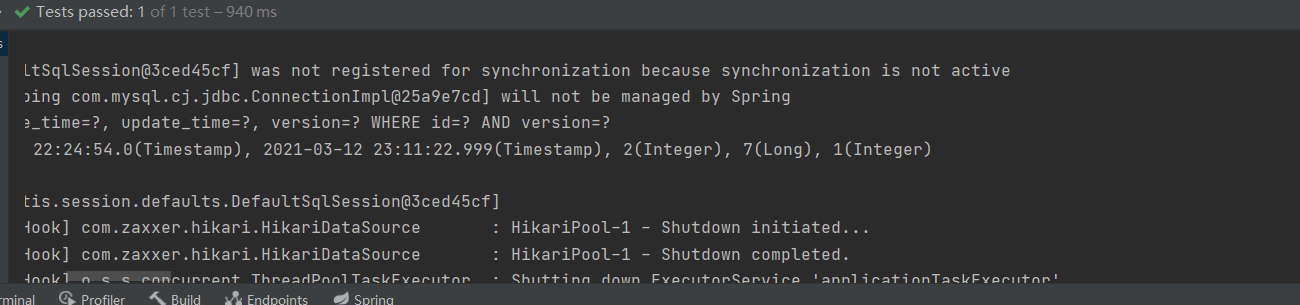 Tests passed: 1 of 1 test – 940 ms
ltSqlSession@3ced45cf] was not registered for synchronization because synchronization is not active
ping com.mysql.cj.jdbc.ConnectionImpl@25a9e7cd] will not be managed by Spring
e_time=?, update_time=?, version=? WHERE id=? AND version=?
22:24:54.0(Timestamp), 2021-03-12 23:11:22.999(Timestamp), 2(Integer), 7(Long), 1(Integer)
tis.session.defaults.DefaultSqlSession@3ced45cf]
Hook] com.zaxxer.hikari.HikariDataSource : HikariPool-1 - Shutdown initiated...
Hook] com.zaxxer.hikari.HikariDataSource : HikariPool-1 - Shutdown completed.
Hook] o.s.s.concurrent.ThreadPoolTaskExecutor : Shutting down ExecutorService 'applicationTaskExecutor'
rminal Profiler Build Endpoints Spring